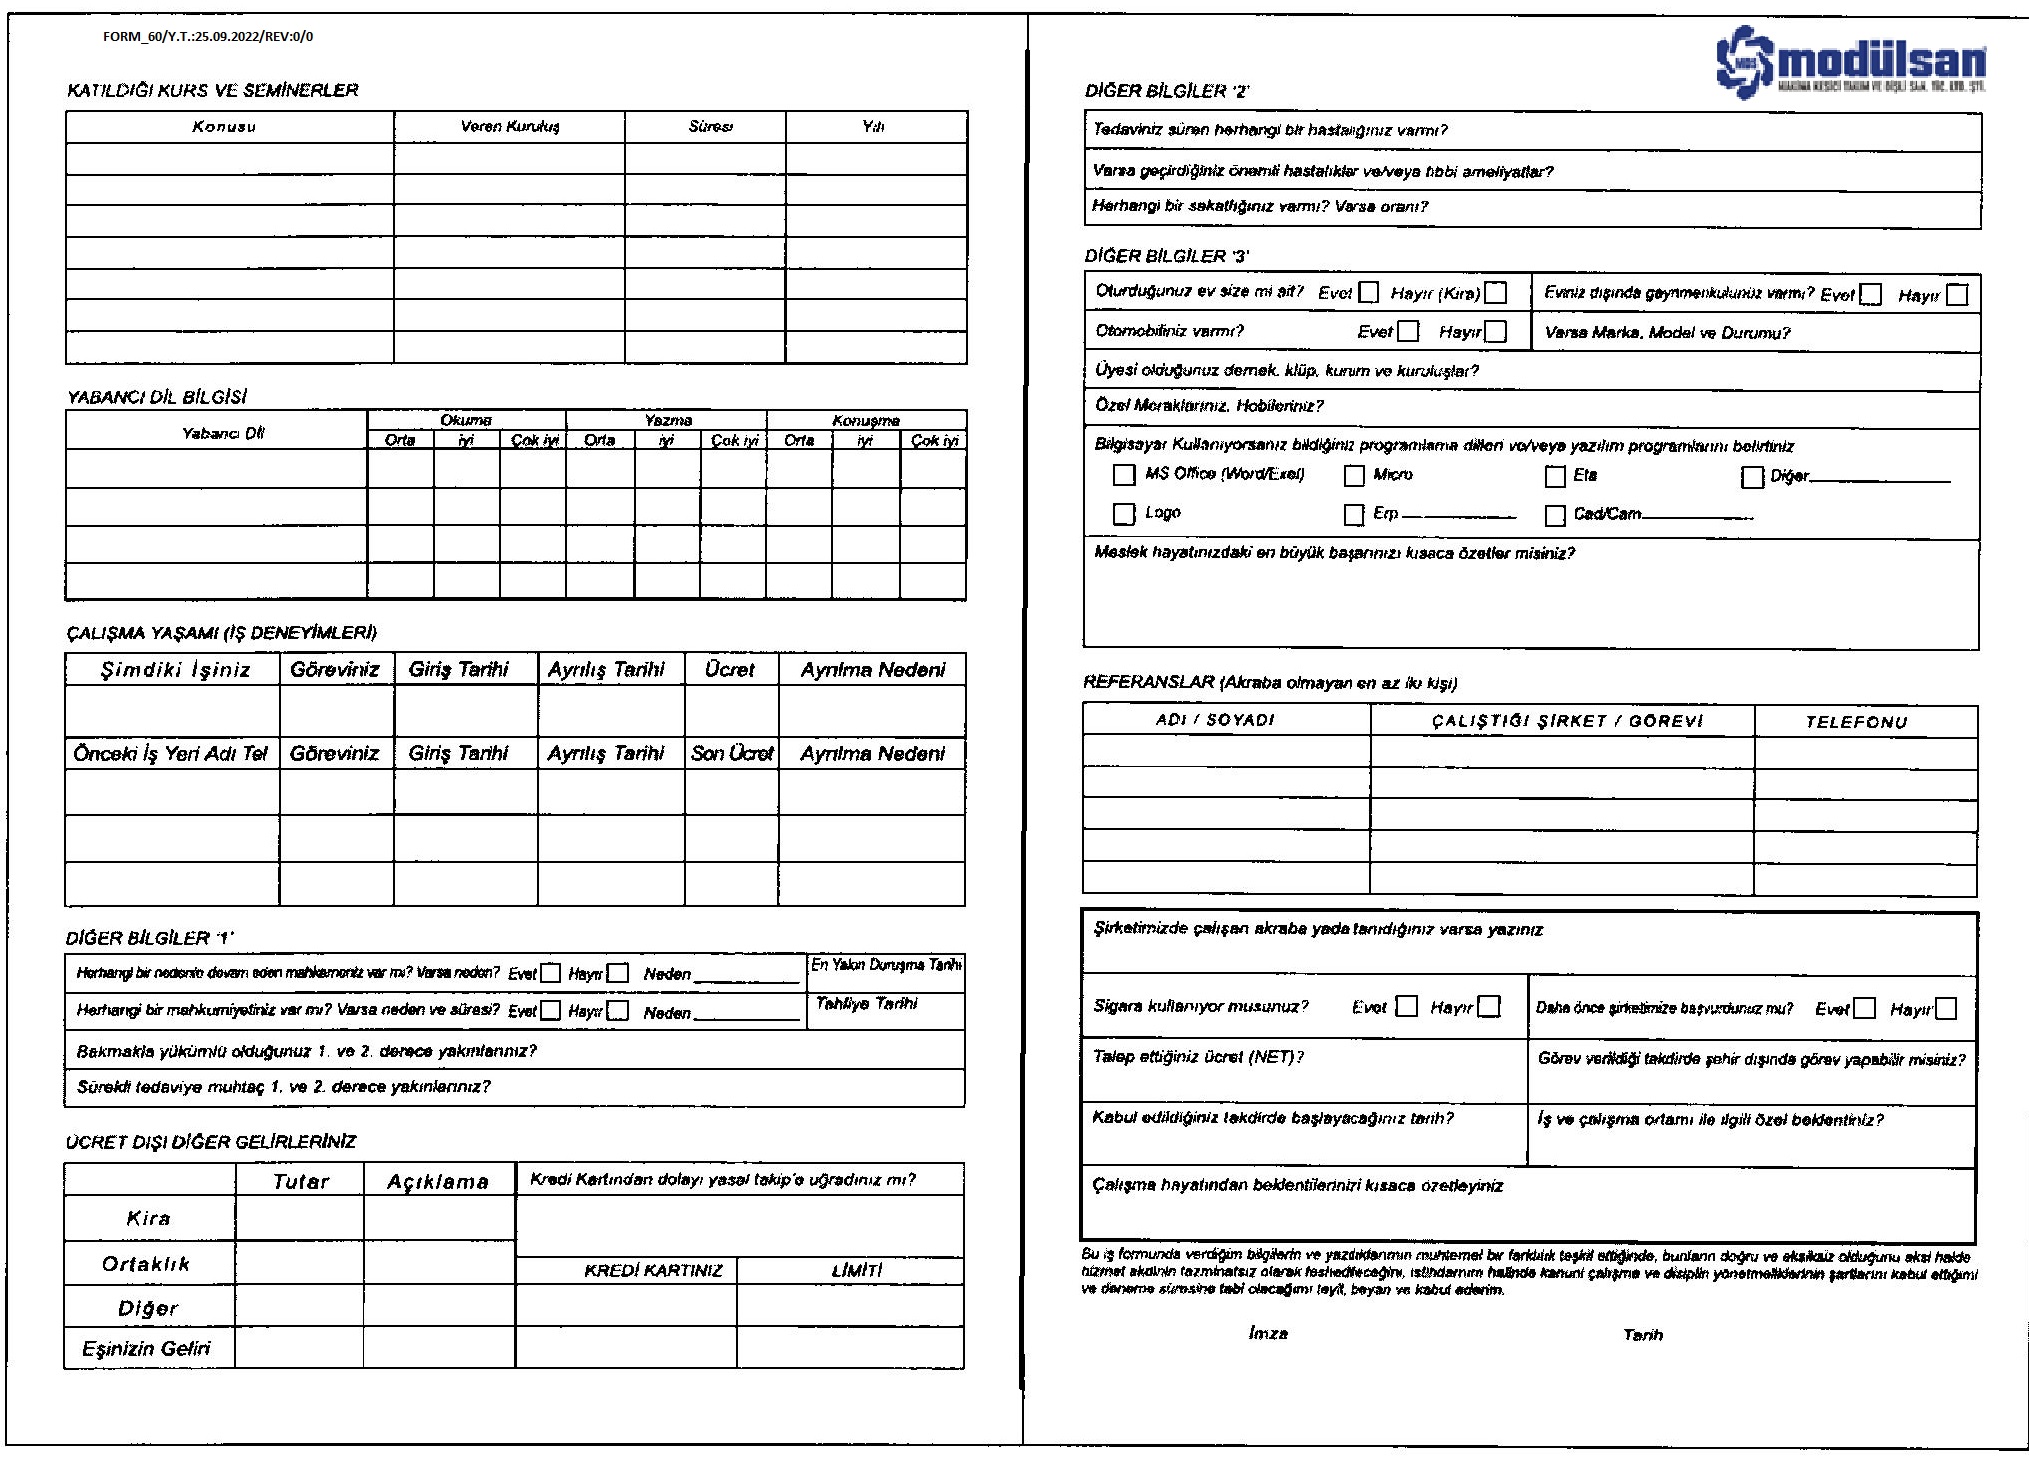 FORM_60/Y.T.:25.09.2022/REV:0/0
KATILDIĞI KURS VE SEMİNERLER
Konusu Veren Kuruluş Süresi Yılı
YABANCI DİL BİLGİSİ
Yabancı Dil Okuma Yazma Konuşma
Orta iyi Çok iyi Orta iyi Çok iyi Orta iyi Çok iyi
ÇALIŞMA YAŞAMI (İŞ DENEYİMLERİ)
Şimdiki İşiniz Göreviniz Giriş Tarihi Ayrılış Tarihi Ücret Ayrılma Nedeni
Önceki İş Yeri Adı Tel Göreviniz Giriş Tarihi Ayrılış Tarihi Son Ücret Ayrılma Nedeni
DİĞER BİLGİLER '1'
Herhangi bir nedenle devam eden mahkemeniz var mı? Varsa neden? Evet Hayır Neden En Yakın Duruşma Tarihi
Herhangi bir mahkumiyetiniz var mı? Varsa neden ve süresi? Evet Hayır Neden Tahliye Tarihi
Bakmakla yükümlü olduğunuz 1. ve 2. derece yakınlarınız?
Sürekli tedaviye muhtaç 1. ve 2. derece yakınlarınız?
ÜCRET DIŞI DİĞER GELİRLERİNİZ
Tutar Açıklama Kredi Kartından dolayı yasal takip'e uğradınız mı?
Kira
Ortaklık KREDİ KARTINIZ LİMİTİ
Diğer
Eşinizin Geliri
MDS modülsan
MAKİNA KESİCİ TAKIM VE DİŞLİ SAN. TİC. LTD. ŞTİ.
DİĞER BİLGİLER '2'
Tedaviniz süren herhangi bir hastalığınız varmı?
Varsa geçirdiğiniz önemli hastalıklar ve/veya tıbbi ameliyatlar?
Herhangi bir sakatlığınız varmı? Varsa oranı?
DİĞER BİLGİLER '3'
Oturduğunuz ev size mi ait? Evet Hayır (Kira) Eviniz dışında gayrımenkulünüz varmı? Evet Hayır
Otomobiliniz varmı? Evet Hayır Varsa Marka, Model ve Durumu?
Üyesi olduğunuz dernek, klüp, kurum ve kuruluşlar?
Özel Meraklarınız, Hobileriniz?
Bilgisayar Kullanıyorsanız bildiğiniz programlama dilleri ve/veya yazılım programlarını belirtiniz
MS Office (Word/Exel) Micro Eta Diğer
Logo Erp Cad/Cam
Meslek hayatınızdaki en büyük başarınızı kısaca özetler misiniz?
REFERANSLAR (Akraba olmayan en az iki kişi)
ADI / SOYADI ÇALIŞTIĞI ŞİRKET / GÖREVİ TELEFONU
Şirketimizde çalışan akraba yada tanıdığınız varsa yazınız
Sigara kullanıyor musunuz? Evet Hayır Daha önce şirketimize başvurdunuz mu? Evet Hayır
Talep ettiğiniz ücret (NET)? Görev verildiği takdirde şehir dışında görev yapabilir misiniz?
Kabul edildiğiniz takdirde başlayacağınız tarih? İş ve çalışma ortamı ile ilgili özel beklentiniz?
Çalışma hayatından beklentilerinizi kısaca özetleyiniz
Bu iş formunda verdiğim bilgilerin ve yazdıklarımın muhtemel bir farklılık teşkil ettiğinde, bunların doğru ve eksiksiz olduğunu aksi halde
hizmet akdinin tazminatsız olarak feshedileceğini, istihdamım halinde kanuni çalışma ve disiplin yönetmeliklerinin şartlarını kabul ettiğimi
ve deneme süresine tabi olacağımı teyit, beyan ve kabul ederim.
İmza Tarih